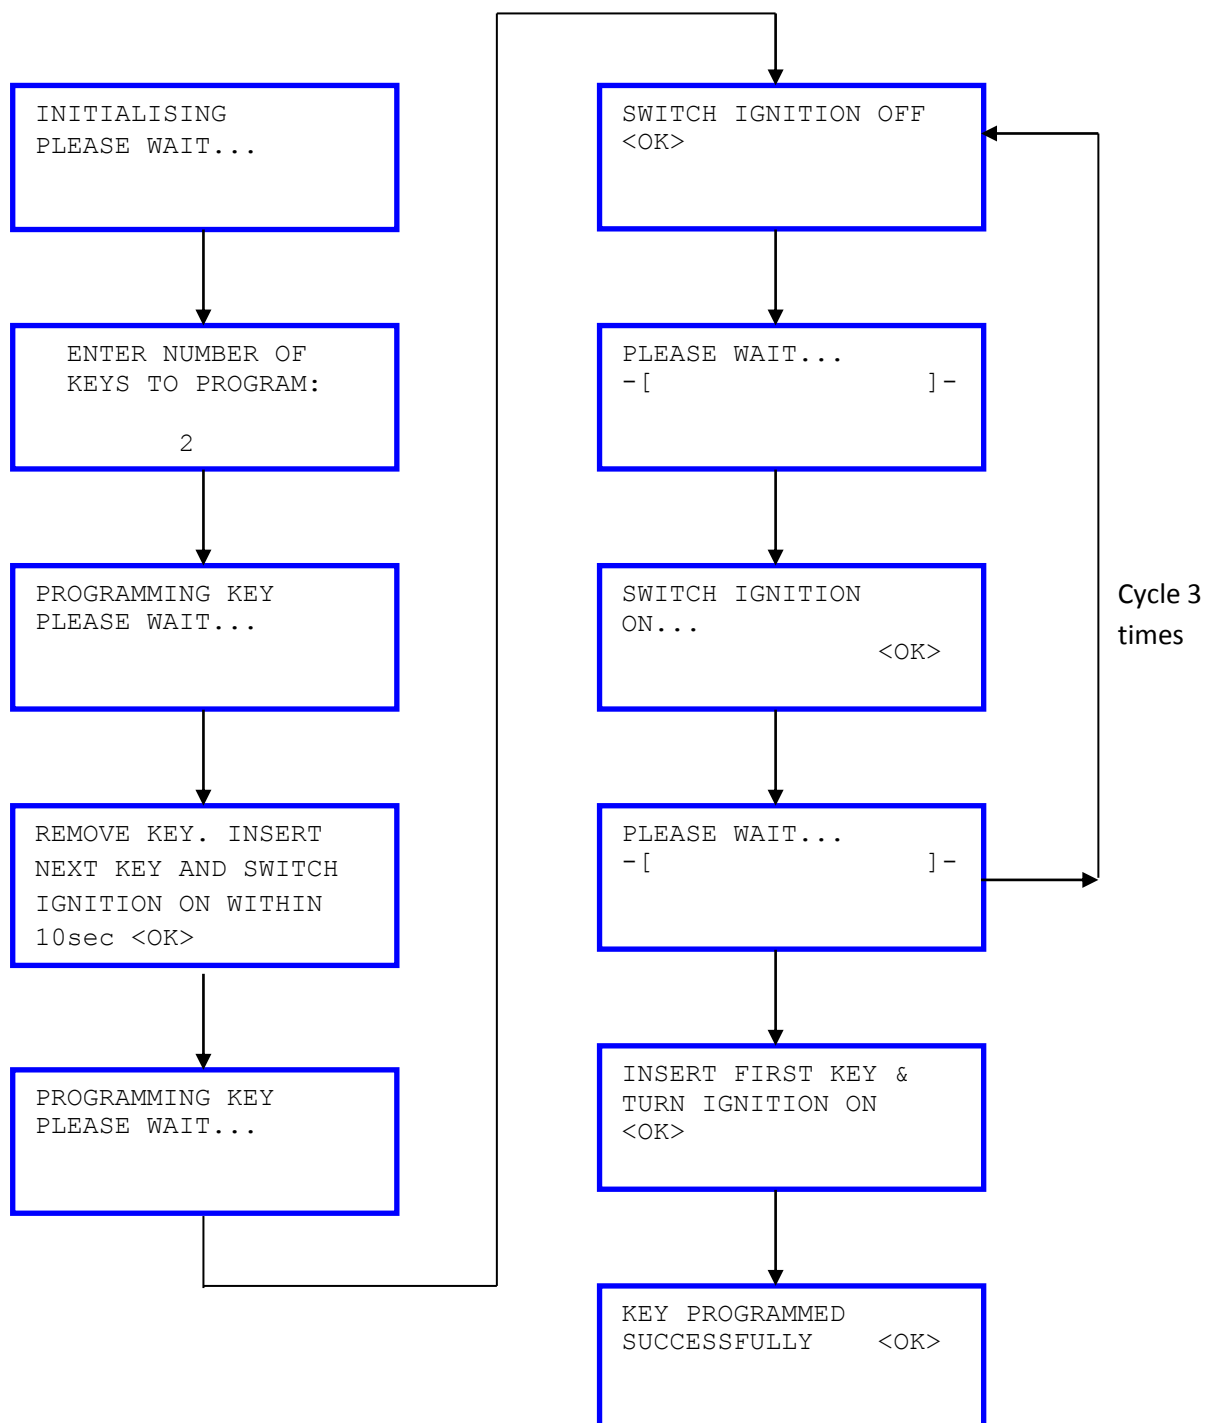 INITIALISING
PLEASE WAIT...
ENTER NUMBER OF
KEYS TO PROGRAM:
2
PROGRAMMING KEY
PLEASE WAIT...
REMOVE KEY. INSERT
NEXT KEY AND SWITCH
IGNITION ON WITHIN
10sec <OK>
PROGRAMMING KEY
PLEASE WAIT...
SWITCH IGNITION OFF
<OK>
PLEASE WAIT...
-[ ]-
SWITCH IGNITION
ON...
<OK>
PLEASE WAIT...
-[ ]-
Cycle 3
times
INSERT FIRST KEY &
TURN IGNITION ON
<OK>
KEY PROGRAMMED
SUCCESSFULLY <OK>